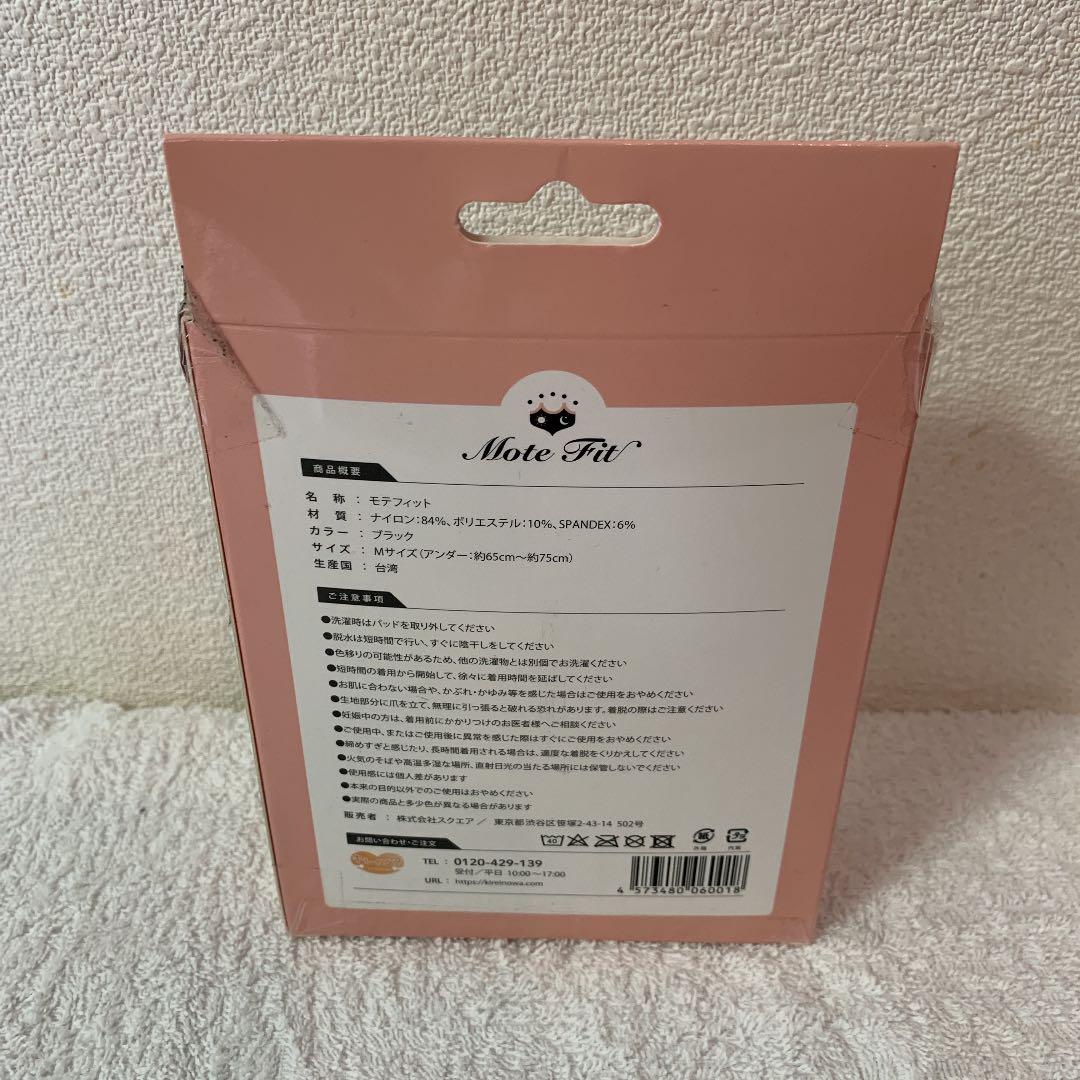 Mote Fit
商品概要
名 称 : モテフィット
材 質 : ナイロン:84%、ポリエステル:10%、SPANDEX:6%
カラー : ブラック
サイズ : Mサイズ(アンダー:約65cm〜約75cm)
生産国 : 台湾
ご注意事項
●洗濯時はパッドを取り外してください
●脱水は短時間で行い、すぐに陰干しをしてください
●色移りの可能性があるため、他の洗濯物とは別個でお洗濯ください
●短時間の着用から開始して、徐々に着用時間を延ばしてください
●お肌に合わない場合や、かぶれ・かゆみ等を感じた場合はご使用をおやめください
●生地部分に爪を立て、無理に引っ張ると破れる恐れがあります。着脱の際はご注意ください
●妊娠中の方は、着用前にかかりつけのお医者様へご相談ください
●ご使用中、またはご使用後に異常を感じた際はすぐにご使用をおやめください
●締めすぎと感じたり、長時間着用される場合は、適度な着脱をくりかえしてください
●火気のそばや高温多湿な場所、直射日光の当たる場所には保管しないでください
●使用感には個人差があります
●本来の目的以外でのご使用はおやめください
●実際の商品と多少色が異なる場合があります
販売者 : 株式会社スクエア/ 東京都渋谷区笹塚2-43-14 502号
お問い合わせ・ご注文
40
紙
プラ
外箱
内装
TEL : 0120-429-139
受付/平日 10:00〜17:00
URL : https://kireinowa.com
4 573480 060018